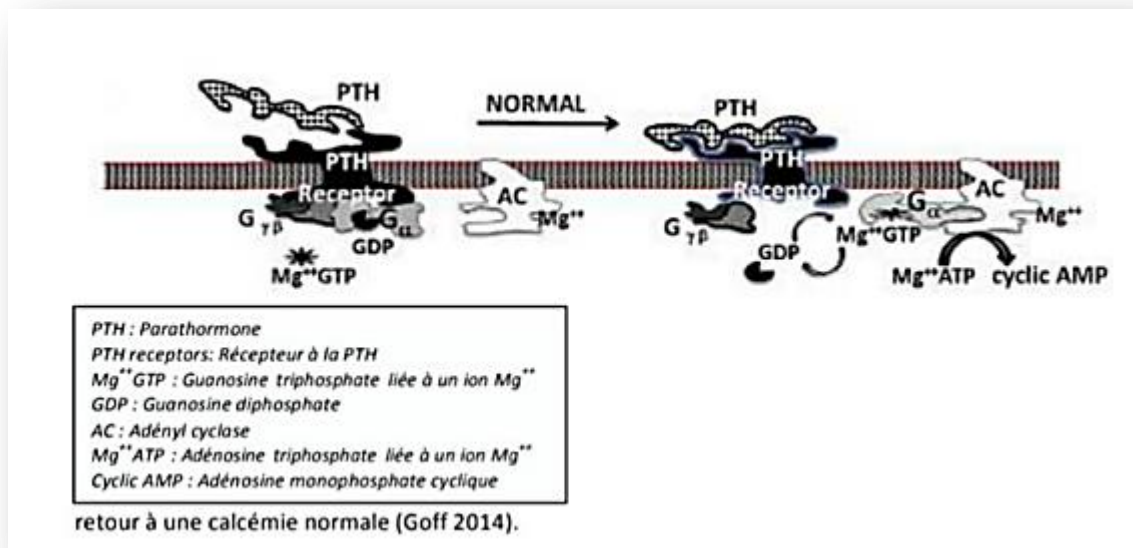 PTH
NORMAL
PTH
PTH
Receptor
AC
Mg⁺⁺
G γβ
G α
GDP
Mg⁺⁺GTP
PTH
Receptor
G γβ
GDP
Mg⁺⁺GTP
G α
AC
Mg⁺⁺
Mg⁺⁺ATP
cyclic AMP
PTH : Parathormone
PTH receptors: Récepteur à la PTH
Mg⁺⁺GTP : Guanosine triphosphate liée à un ion Mg⁺⁺
GDP : Guanosine diphosphate
AC : Adényl cyclase
Mg⁺⁺ATP : Adénosine triphosphate liée à un ion Mg⁺⁺
Cyclic AMP : Adénosine monophosphate cyclique
retour à une calcémie normale (Goff 2014).